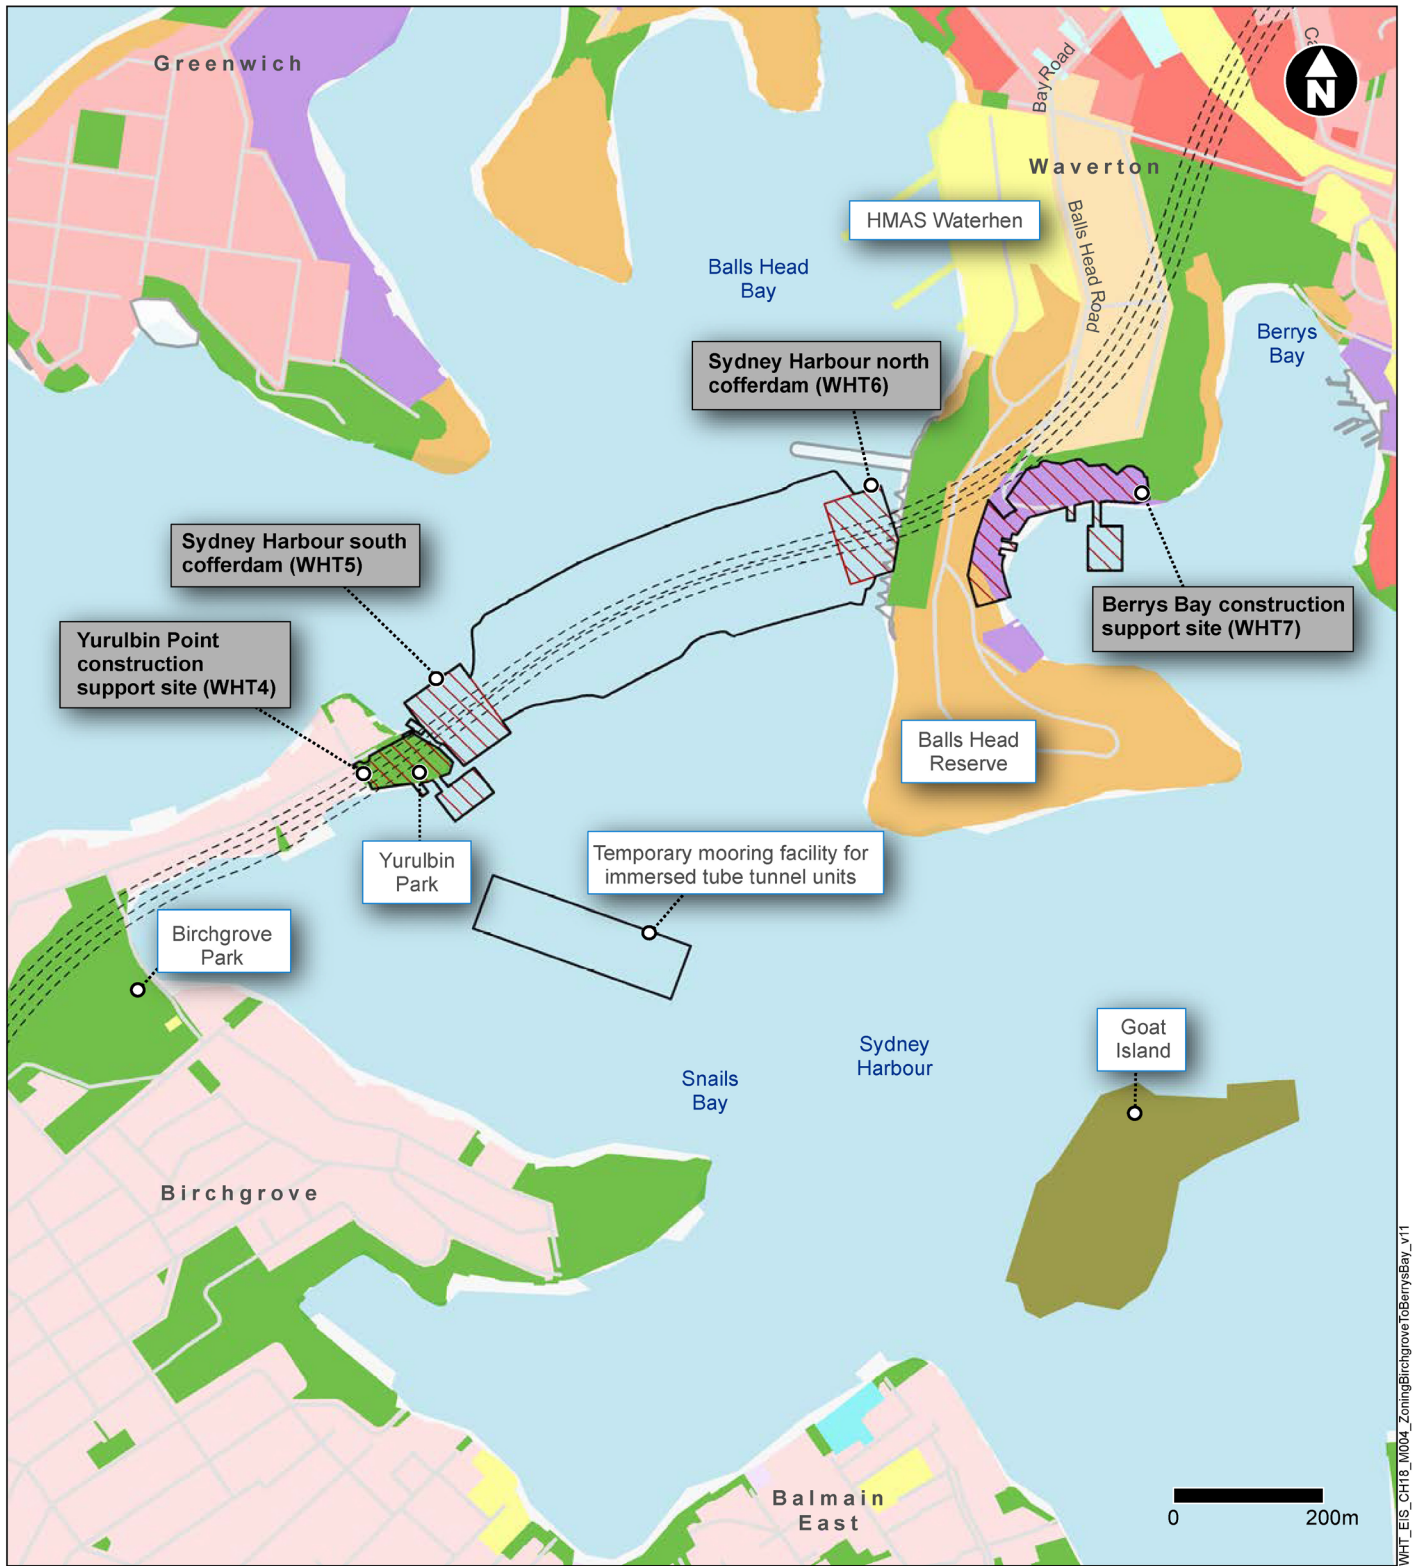 Greenwich
Bay Road
Ca
N
Waverton
HMAS Waterhen
Balls Head Road
Balls Head
Bay
Berrys
Bay
Sydney Harbour north
cofferdam (WHT6)
Sydney Harbour south
cofferdam (WHT5)
Berrys Bay construction
support site (WHT7)
Yurulbin Point
construction
support site (WHT4)
Balls Head
Reserve
Yurulbin
Park
Temporary mooring facility for
immersed tube tunnel units
Birchgrove
Park
Goat
Island
Sydney
Harbour
Snails
Bay
Birchgrove
Balmain
East
0 200m
WHT_EIS_CH18_M004_ZoningBirchgroveToBerrysBay_v11